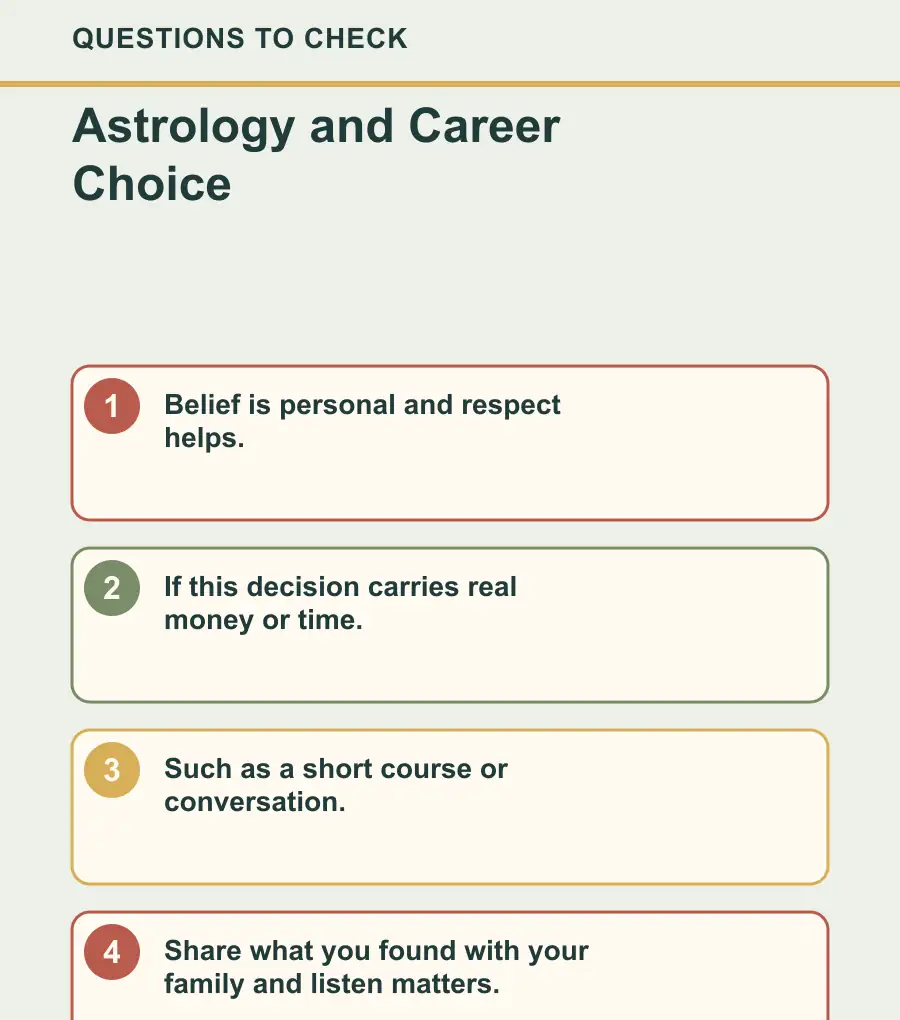 QUESTIONS TO CHECK
Astrology and Career
Choice
1
Belief is personal and respect
helps.
2
If this decision carries real
money or time.
3
Such as a short course or
conversation.
4
Share what you found with your
family and listen matters.